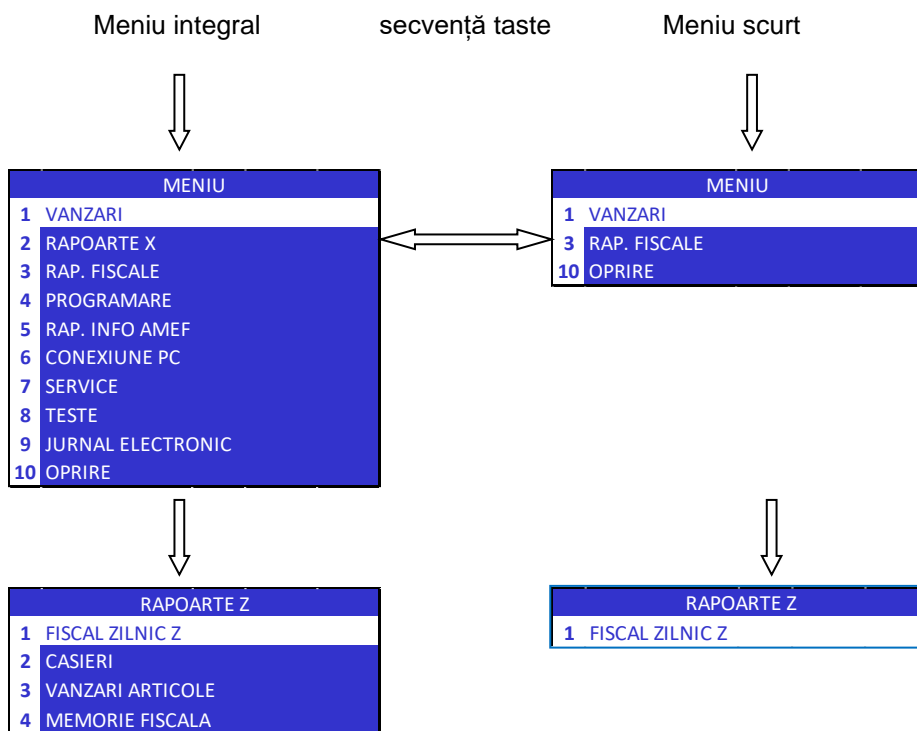 Meniu integral secvență taste Meniu scurt
MENIU
1 VANZARI
2 RAPOARTE X
3 RAP. FISCALE
4 PROGRAMARE
5 RAP. INFO AMEF
6 CONEXIUNE PC
7 SERVICE
8 TESTE
9 JURNAL ELECTRONIC
10 OPRIRE
MENIU
1 VANZARI
3 RAP. FISCALE
10 OPRIRE
RAPOARTE Z
1 FISCAL ZILNIC Z
2 CASIERI
3 VANZARI ARTICOLE
4 MEMORIE FISCALA
RAPOARTE Z
1 FISCAL ZILNIC Z